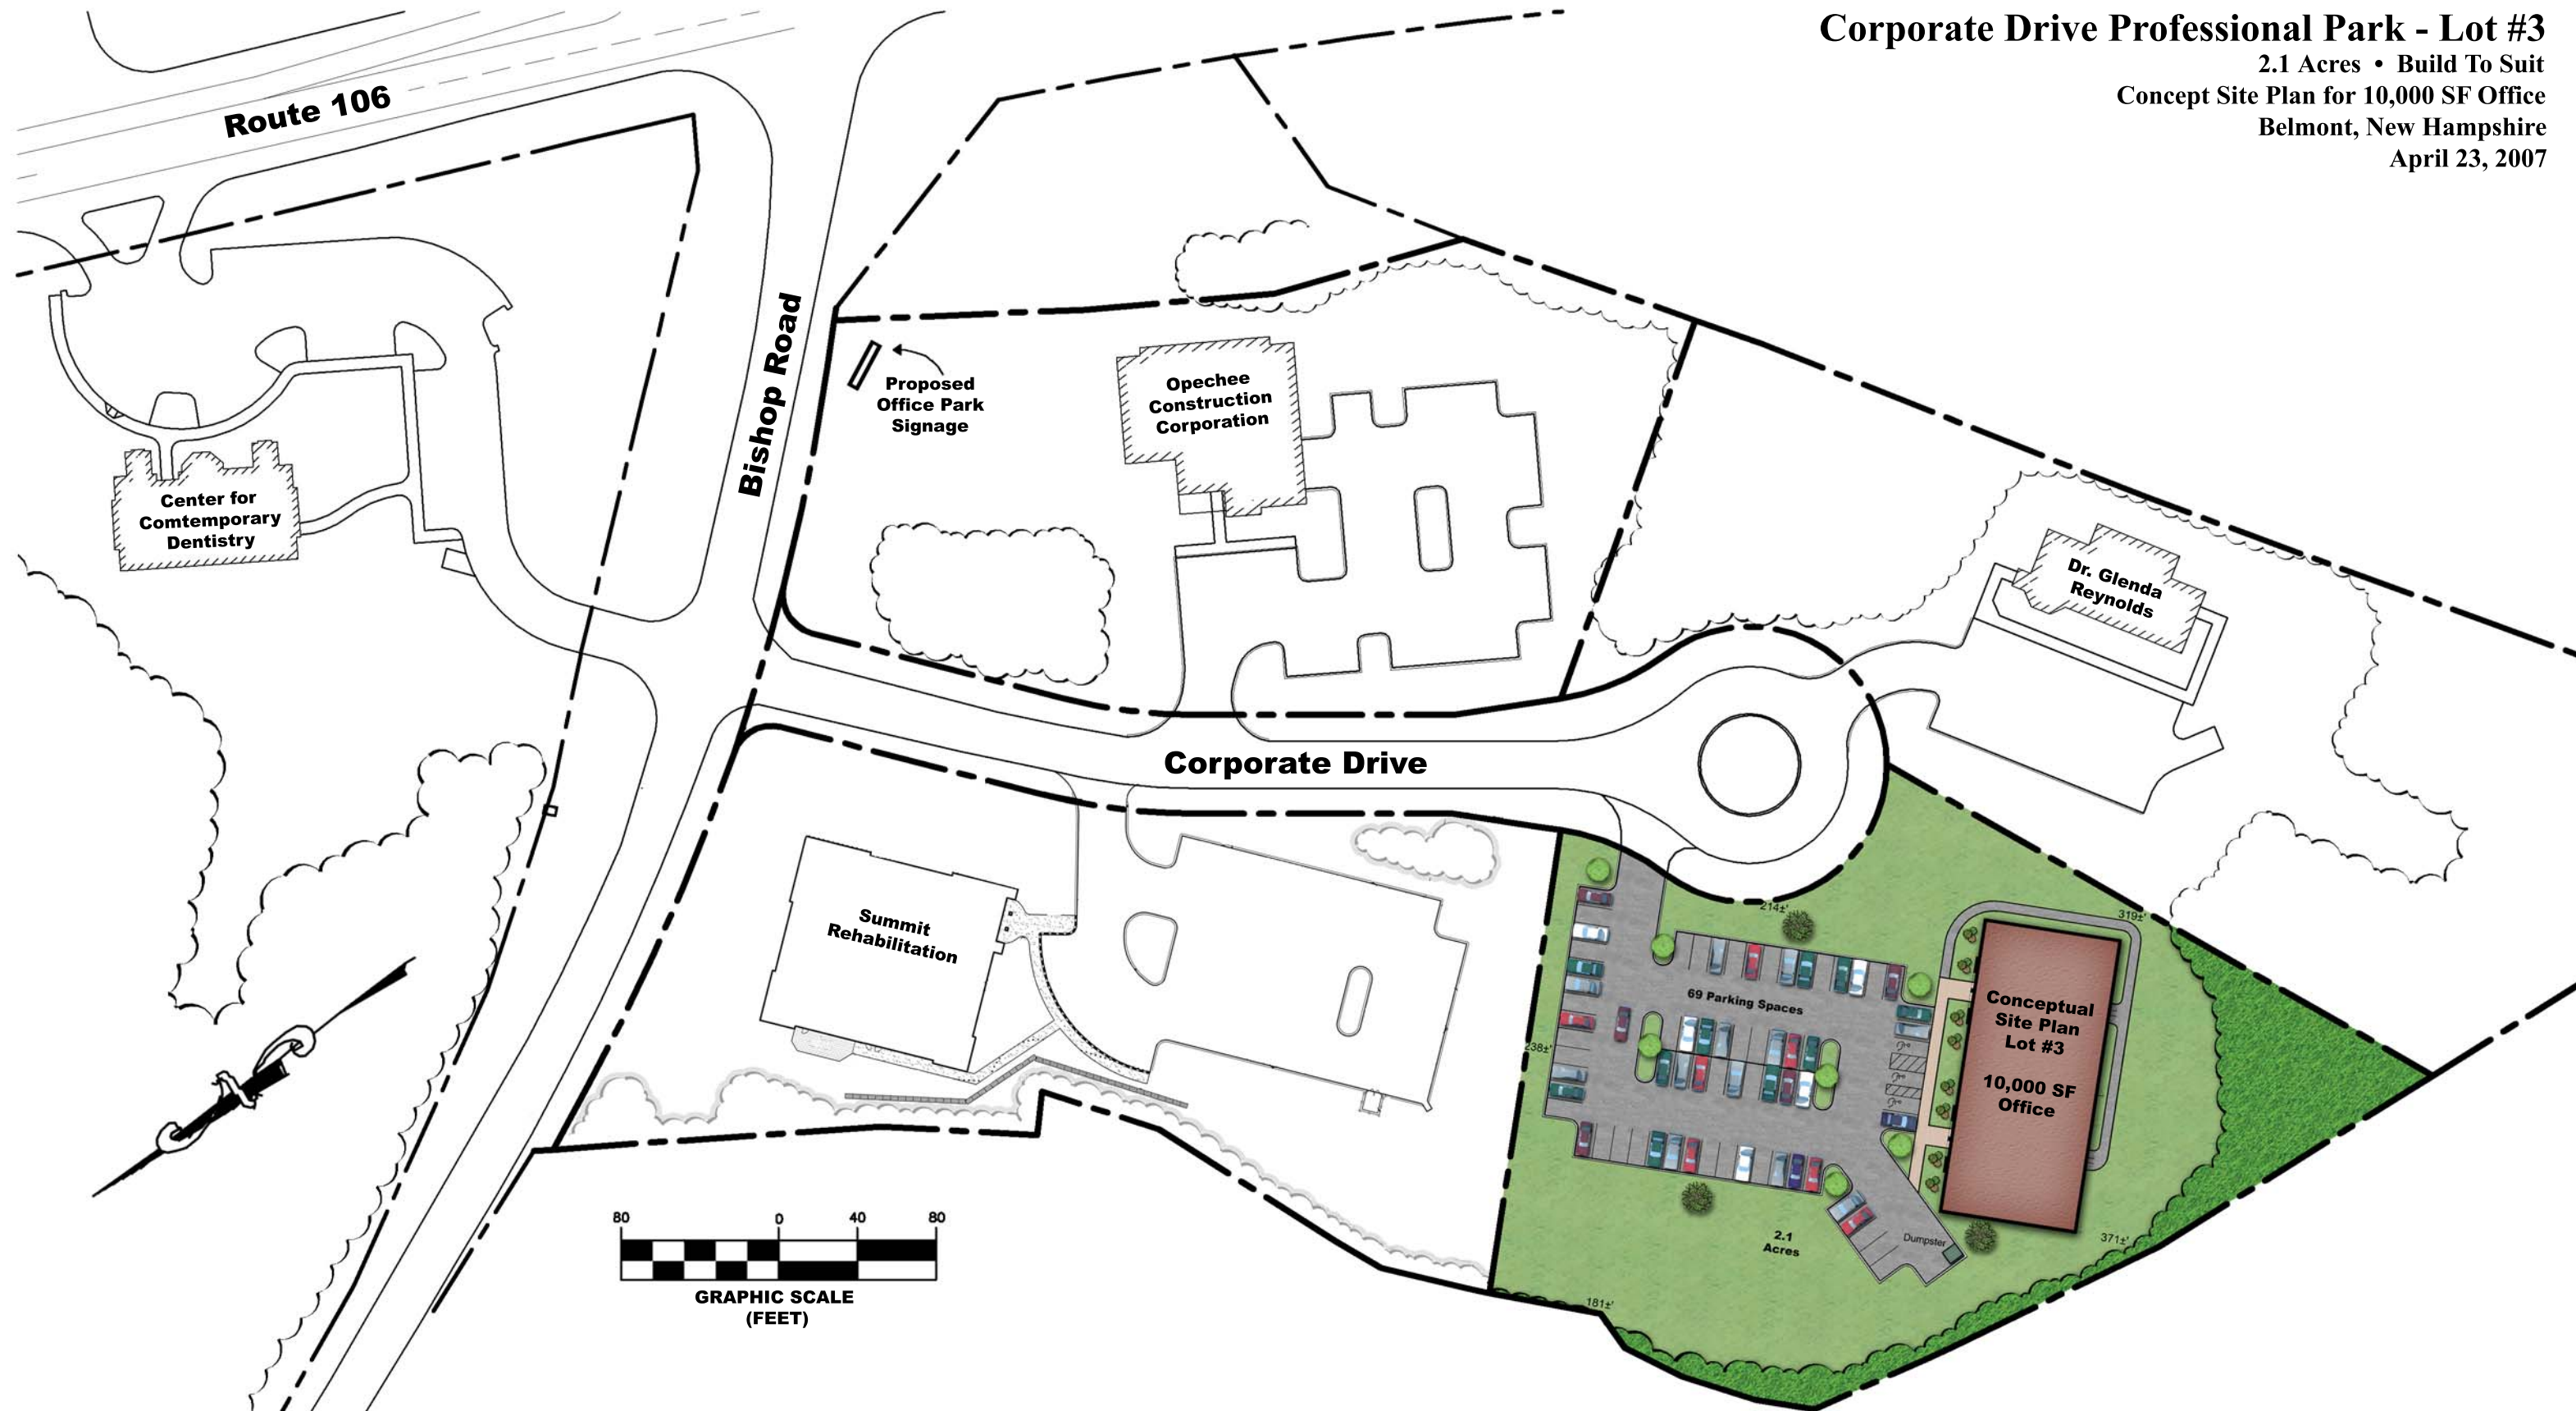 Corporate Drive Professional Park - Lot #3
2.1 Acres • Build To Suit
Concept Site Plan for 10,000 SF Office
Belmont, New Hampshire
April 23, 2007
Route 106
Bishop Road
Proposed
Office Park
Signage
Opechee
Construction
Corporation
Center for
Comtemporary
Dentistry
Dr. Glenda
Reynolds
Corporate Drive
Summit
Rehabilitation
214±'
319±'
69 Parking Spaces
238±'
Conceptual
Site Plan
Lot #3
10,000 SF
Office
2.1
Acres
Dumpster
371±'
181±'
80 0 40 80
GRAPHIC SCALE
(FEET)